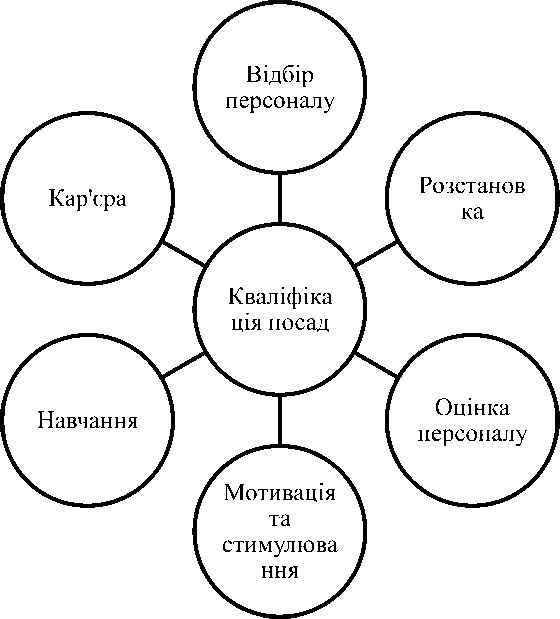 Відбір
персоналу
Розстанов
ка
Оцінка
персоналу
Мотивація
та
стимулюва
ння
Навчання
Кар'єра
Кваліфіка
ція посад